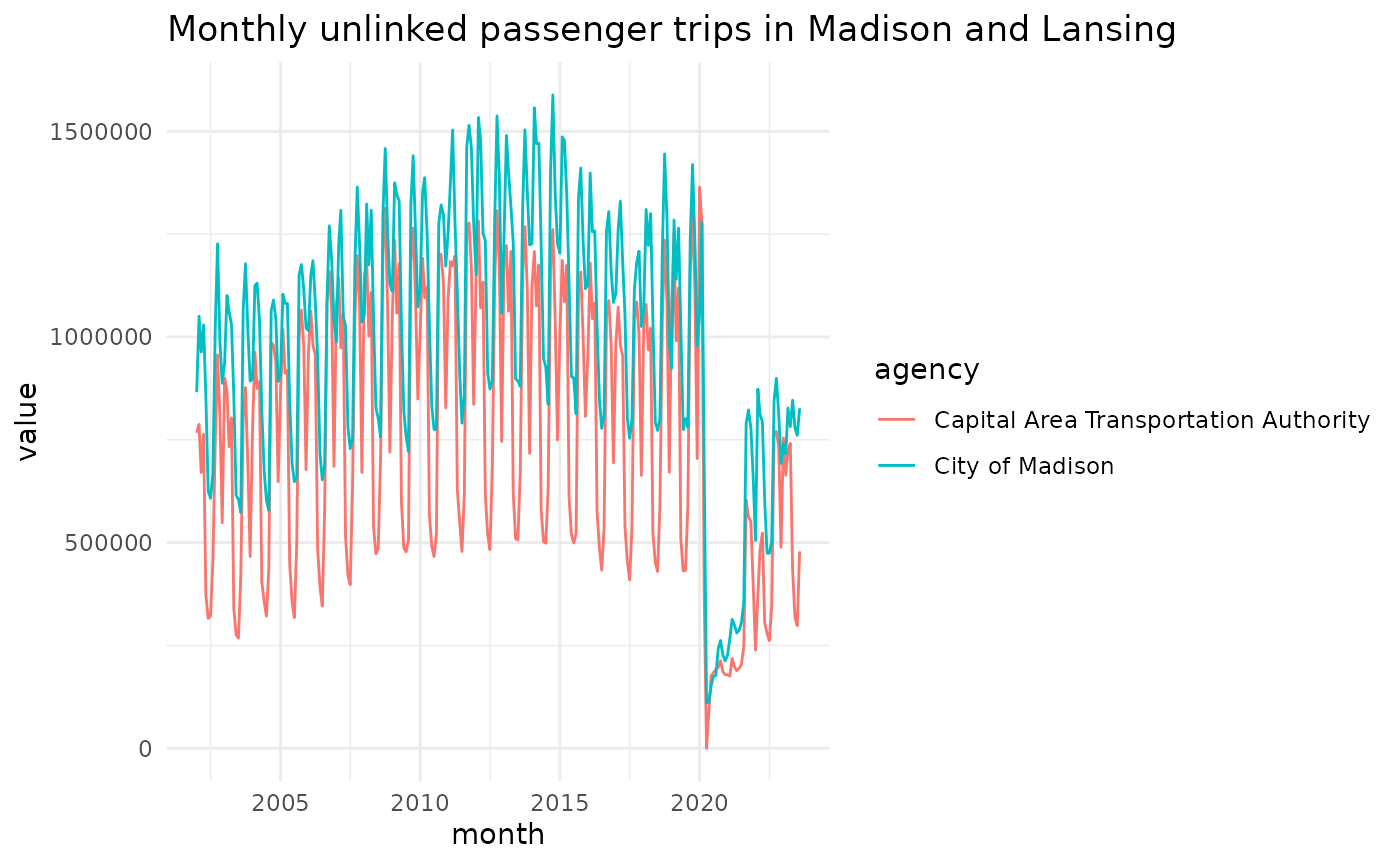 Monthly unlinked passenger trips in Madison and Lansing
value
1500000
1000000
500000
0
2005 2010 2015 2020
month
agency
Capital Area Transportation Authority
City of Madison